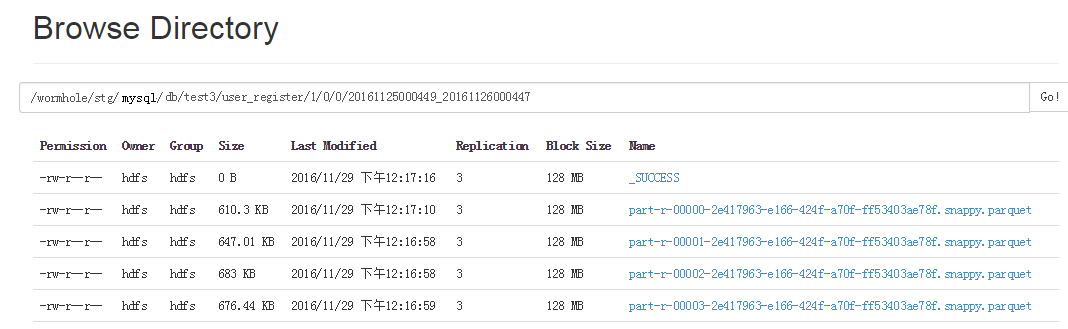 Browse Directory
/wormhole/stg/mysql/db/test3/user_register/1/0/0/20161125000449_20161126000447 Go!
Permission Owner Group Size Last Modified Replication Block Size Name
-rw-r--r-- hdfs hdfs 0 B 2016/11/29 下午12:17:16 3 128 MB _SUCCESS
-rw-r--r-- hdfs hdfs 610.3 KB 2016/11/29 下午12:17:10 3 128 MB part-r-00000-2e417963-e166-424f-a70f-ff53403ae78f.snappy.parquet
-rw-r--r-- hdfs hdfs 647.01 KB 2016/11/29 下午12:16:58 3 128 MB part-r-00001-2e417963-e166-424f-a70f-ff53403ae78f.snappy.parquet
-rw-r--r-- hdfs hdfs 683 KB 2016/11/29 下午12:16:58 3 128 MB part-r-00002-2e417963-e166-424f-a70f-ff53403ae78f.snappy.parquet
-rw-r--r-- hdfs hdfs 676.44 KB 2016/11/29 下午12:16:59 3 128 MB part-r-00003-2e417963-e166-424f-a70f-ff53403ae78f.snappy.parquet